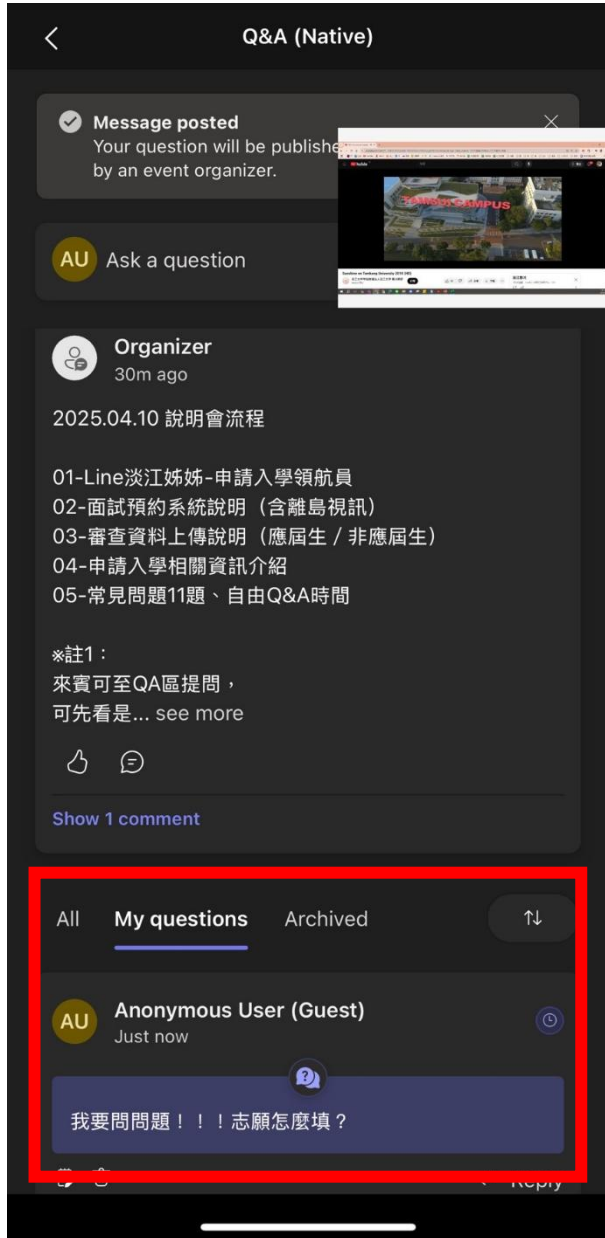 Q&A (Native)
Message posted
Your question will be publishe
by an event organizer.
TAMSUI CAMPUS
AU Ask a question
Organizer
30m ago
2025.04.10 說明會流程
01-Line淡江姊姊-申請入學領航員
02-面試預約系統說明（含離島視訊）
03-審查資料上傳說明（應屆生 / 非應屆生）
04-申請入學相關資訊介紹
05-常見問題11題、自由Q&A時間
※註1：
來賓可至QA區提問，
可先看是... see more
Show 1 comment
All My questions Archived
AU Anonymous User (Guest)
Just now
我要問問題！！！志願怎麼填？
Reply